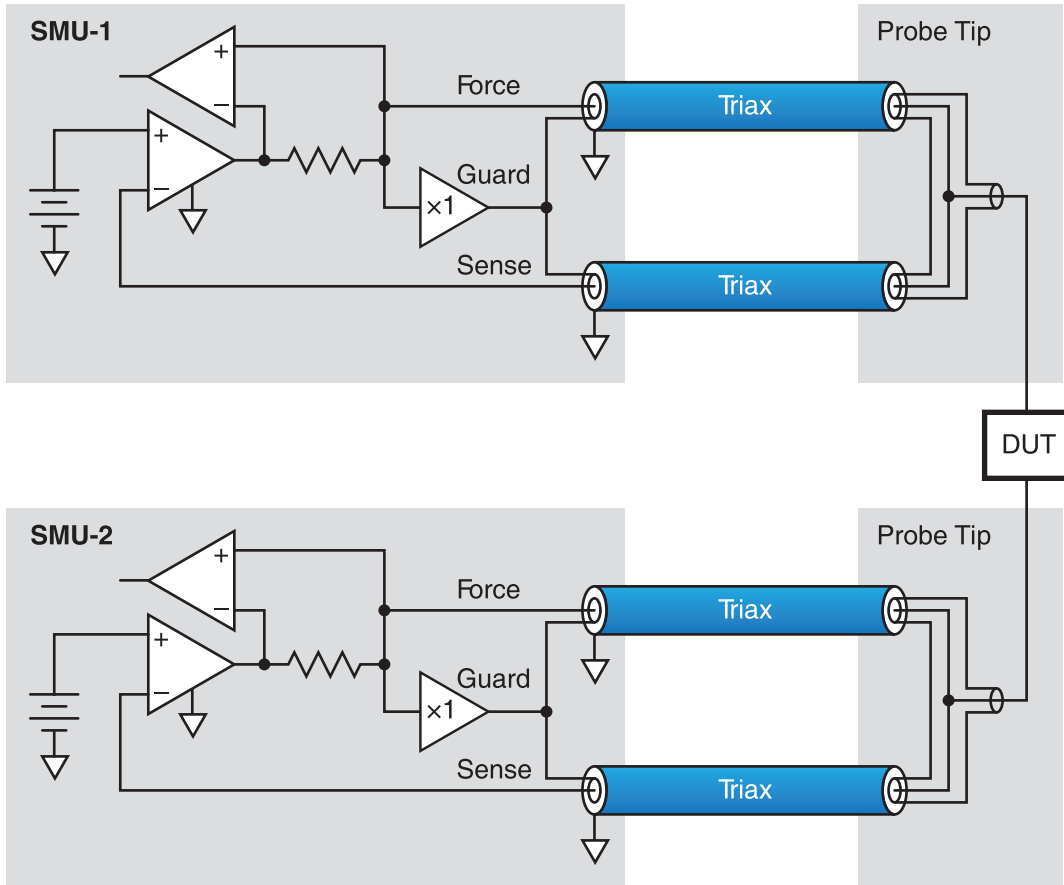 SMU-1
Probe Tip
+
−
Force
Triax
+
−
Guard
×1
Sense
Triax
DUT
SMU-2
Probe Tip
+
−
Force
Triax
+
−
Guard
×1
Sense
Triax